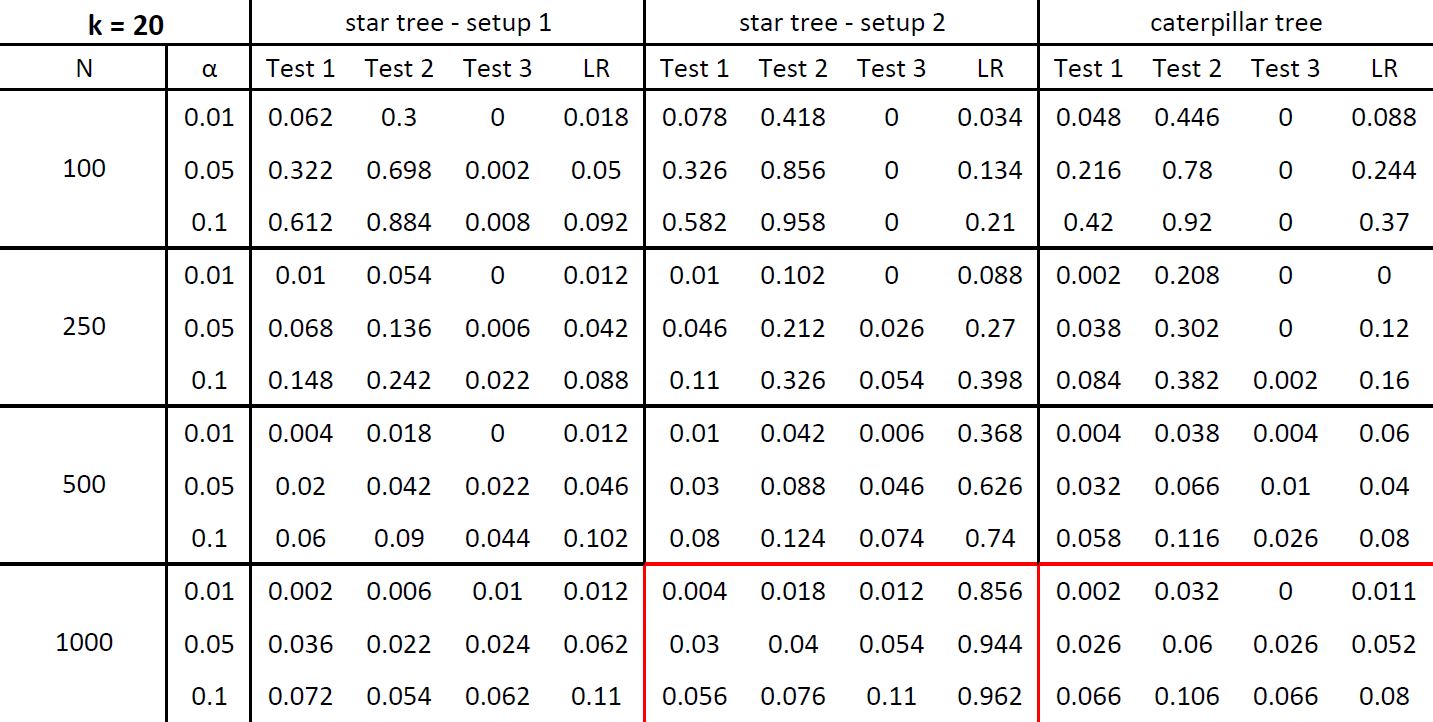 k = 20 star tree - setup 1 star tree - setup 2 caterpillar tree
N α Test 1 Test 2 Test 3 LR Test 1 Test 2 Test 3 LR Test 1 Test 2 Test 3 LR
0.01 0.062 0.3 0 0.018 0.078 0.418 0 0.034 0.048 0.446 0 0.088
100 0.05 0.322 0.698 0.002 0.05 0.326 0.856 0 0.134 0.216 0.78 0 0.244
0.1 0.612 0.884 0.008 0.092 0.582 0.958 0 0.21 0.42 0.92 0 0.37
0.01 0.01 0.054 0 0.012 0.01 0.102 0 0.088 0.002 0.208 0 0
250 0.05 0.068 0.136 0.006 0.042 0.046 0.212 0.026 0.27 0.038 0.302 0 0.12
0.1 0.148 0.242 0.022 0.088 0.11 0.326 0.054 0.398 0.084 0.382 0.002 0.16
0.01 0.004 0.018 0 0.012 0.01 0.042 0.006 0.368 0.004 0.038 0.004 0.06
500 0.05 0.02 0.042 0.022 0.046 0.03 0.088 0.046 0.626 0.032 0.066 0.01 0.04
0.1 0.06 0.09 0.044 0.102 0.08 0.124 0.074 0.74 0.058 0.116 0.026 0.08
0.01 0.002 0.006 0.01 0.012 0.004 0.018 0.012 0.856 0.002 0.032 0 0.011
1000 0.05 0.036 0.022 0.024 0.062 0.03 0.04 0.054 0.944 0.026 0.06 0.026 0.052
0.1 0.072 0.054 0.062 0.11 0.056 0.076 0.11 0.962 0.066 0.106 0.066 0.08